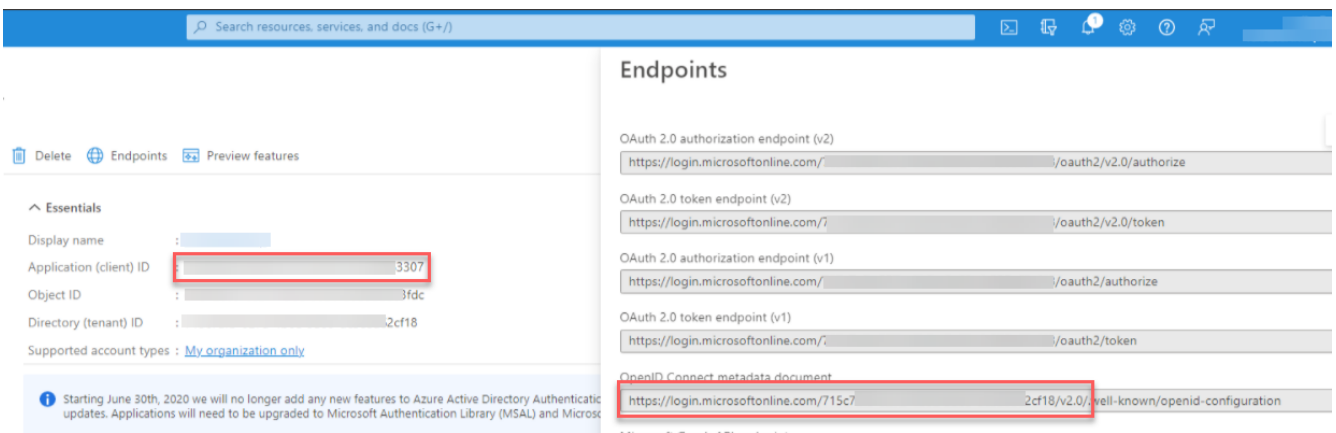 Search resources, services, and docs (G+/)
1
Endpoints
Delete Endpoints Preview features
Essentials
Display name :
Application (client) ID : 3307
Object ID : 3fdc
Directory (tenant) ID : 2cf18
Supported account types : My organization only
Starting June 30th, 2020 we will no longer add any new features to Azure Active Directory Authenticatic
updates. Applications will need to be upgraded to Microsoft Authentication Library (MSAL) and Microsc
OAuth 2.0 authorization endpoint (v2)
https://login.microsoftonline.com/ /oauth2/v2.0/authorize
OAuth 2.0 token endpoint (v2)
https://login.microsoftonline.com/7 /oauth2/v2.0/token
OAuth 2.0 authorization endpoint (v1)
https://login.microsoftonline.com/ /oauth2/authorize
OAuth 2.0 token endpoint (v1)
https://login.microsoftonline.com/7 /oauth2/token
OpenID Connect metadata document
https://login.microsoftonline.com/715c7 2cf18/v2.0/.well-known/openid-configuration